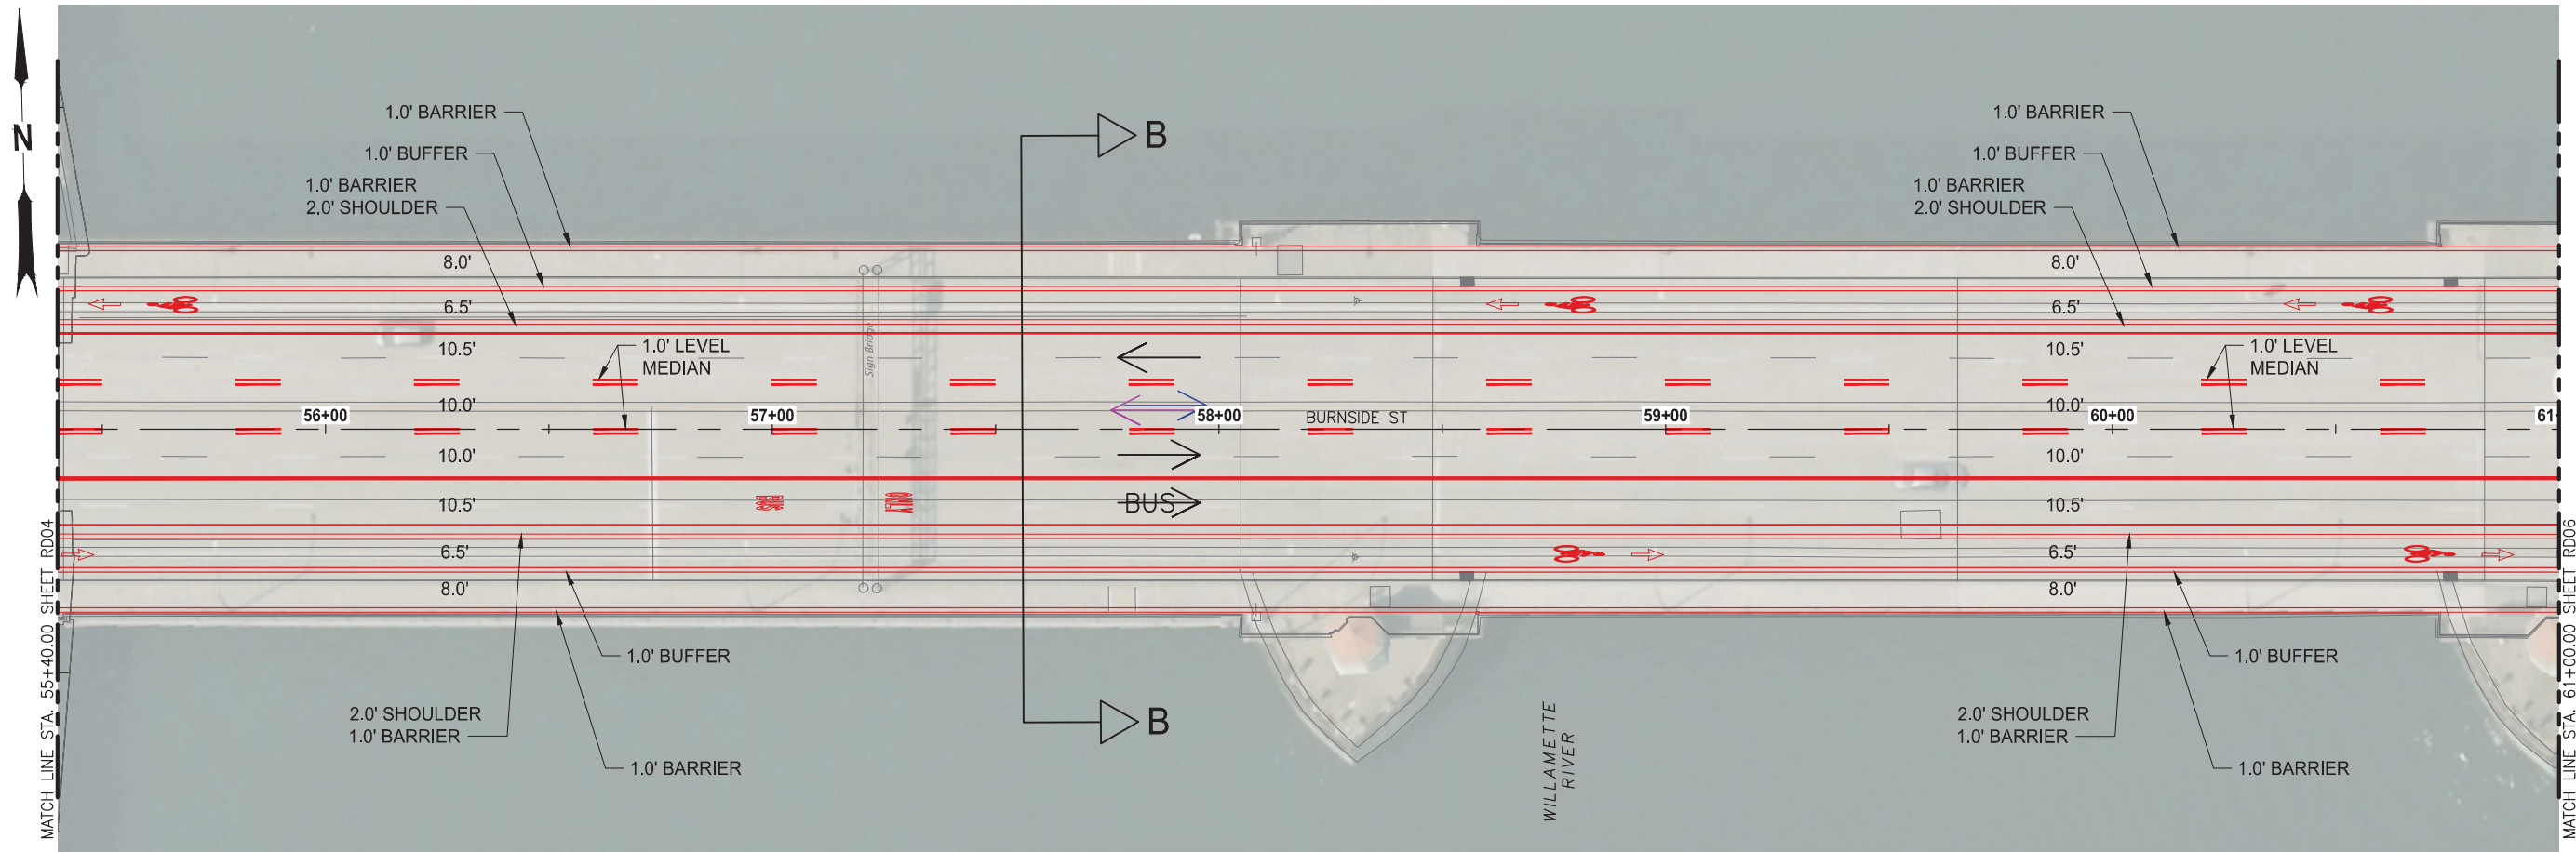 N
1.0' BARRIER
1.0' BUFFER
1.0' BARRIER
2.0' SHOULDER
B
1.0' BARRIER
1.0' BUFFER
1.0' BARRIER
2.0' SHOULDER
8.0'
8.0'
6.5'
6.5'
10.5'
1.0' LEVEL
MEDIAN
Sign Bridge
10.5'
1.0' LEVEL
MEDIAN
10.0'
10.0'
56+00
57+00
58+00
BURNSIDE ST
59+00
60+00
61+
10.0'
10.0'
10.5'
BUS
ONLY
BUS
10.5'
6.5'
6.5'
8.0'
8.0'
1.0' BUFFER
1.0' BUFFER
2.0' SHOULDER
1.0' BARRIER
B
2.0' SHOULDER
1.0' BARRIER
1.0' BARRIER
1.0' BARRIER
WILLAMETTE
RIVER
MATCH LINE STA. 55+40.00 SHEET RD04
MATCH LINE STA. 61+00.00 SHEET RD06